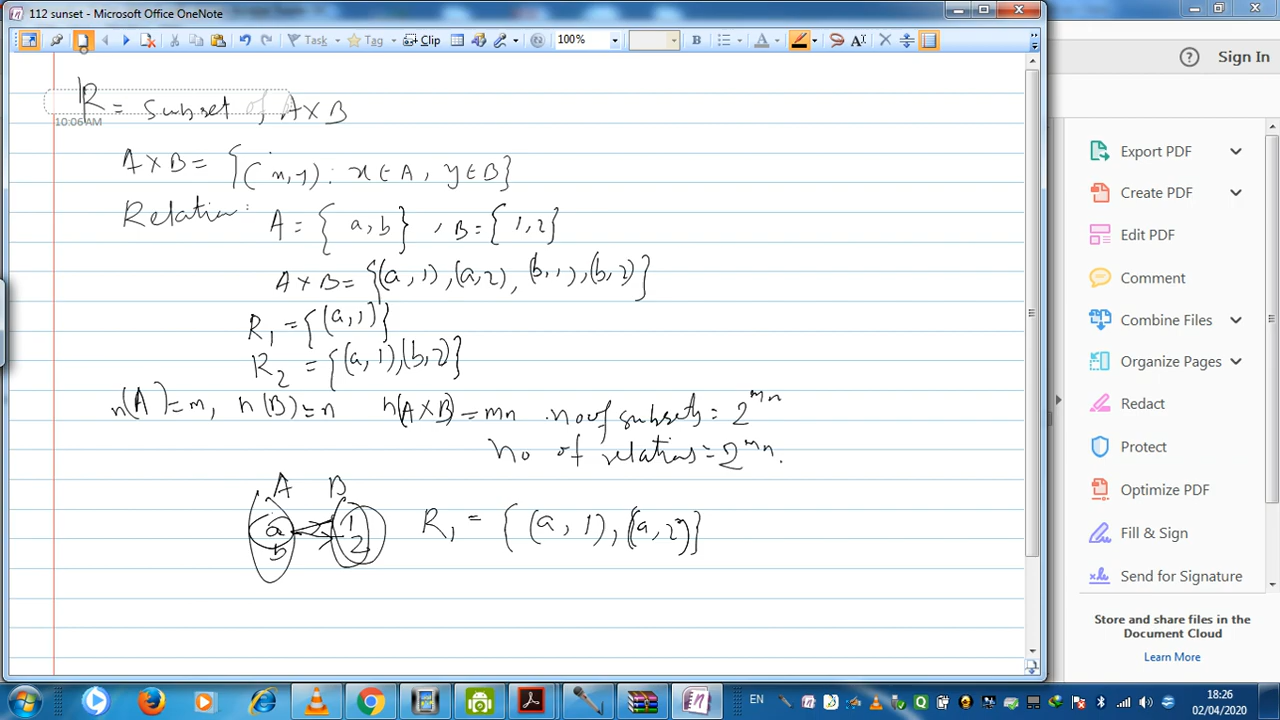 112 sunset - Microsoft Office OneNote
Task Tag Clip 100% B A
R = Subset of A×B
10:06 AM
A×B = {(x,y): x∈A, y∈B}
Relation: A = {a,b}, B = {1,2}
A×B = {(a,1),(a,2),(b,1),(b,2)}
R₁ = {(a,1)}
R₂ = {(a,1),(b,2)}
n(A)=m, n(B)=n n(A×B)=mn no of subsets = 2^mn
no of relations = 2^mn.
A B
a 1
b 2
R₁ = {(a,1),(a,2)}
Sign In
Export PDF
Create PDF
Edit PDF
Comment
Combine Files
Organize Pages
Redact
Protect
Optimize PDF
Fill & Sign
Send for Signature
Store and share files in the
Document Cloud
Learn More
EN
18:26
02/04/2020